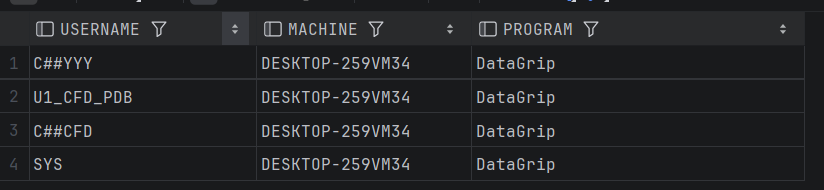 USERNAME MACHINE PROGRAM
1 C##YYY DESKTOP-259VM34 DataGrip
2 U1_CFD_PDB DESKTOP-259VM34 DataGrip
3 C##CFD DESKTOP-259VM34 DataGrip
4 SYS DESKTOP-259VM34 DataGrip